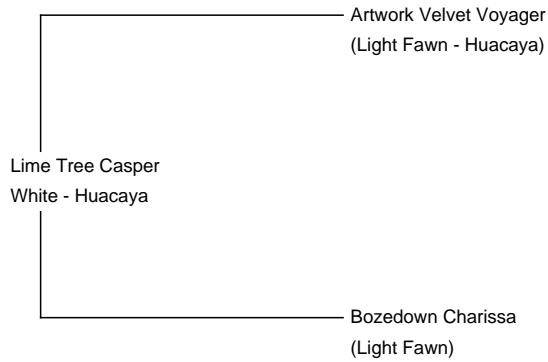 Artwork Velvet Voyager
(Light Fawn - Huacaya)
Lime Tree Casper
White - Huacaya
Bozedown Charissa
(Light Fawn)